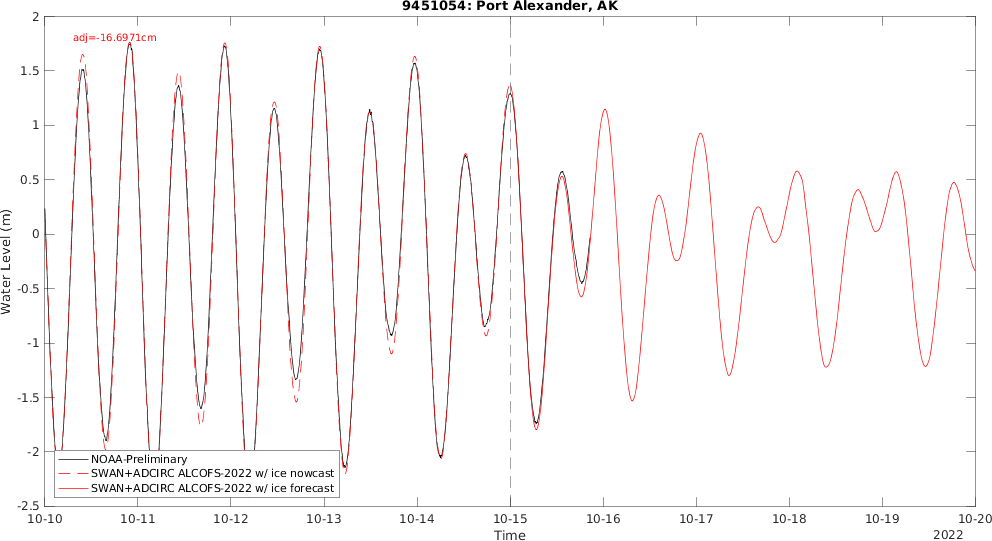 9451054: Port Alexander, AK
adj=-16.6971cm
2
1.5
1
0.5
0
-0.5
-1
-1.5
-2
-2.5
Water Level (m)
NOAA-Preliminary
SWAN+ADCIRC ALCOFS-2022 w/ ice nowcast
SWAN+ADCIRC ALCOFS-2022 w/ ice forecast
10-10 10-11 10-12 10-13 10-14 10-15 10-16 10-17 10-18 10-19 10-20
Time
2022